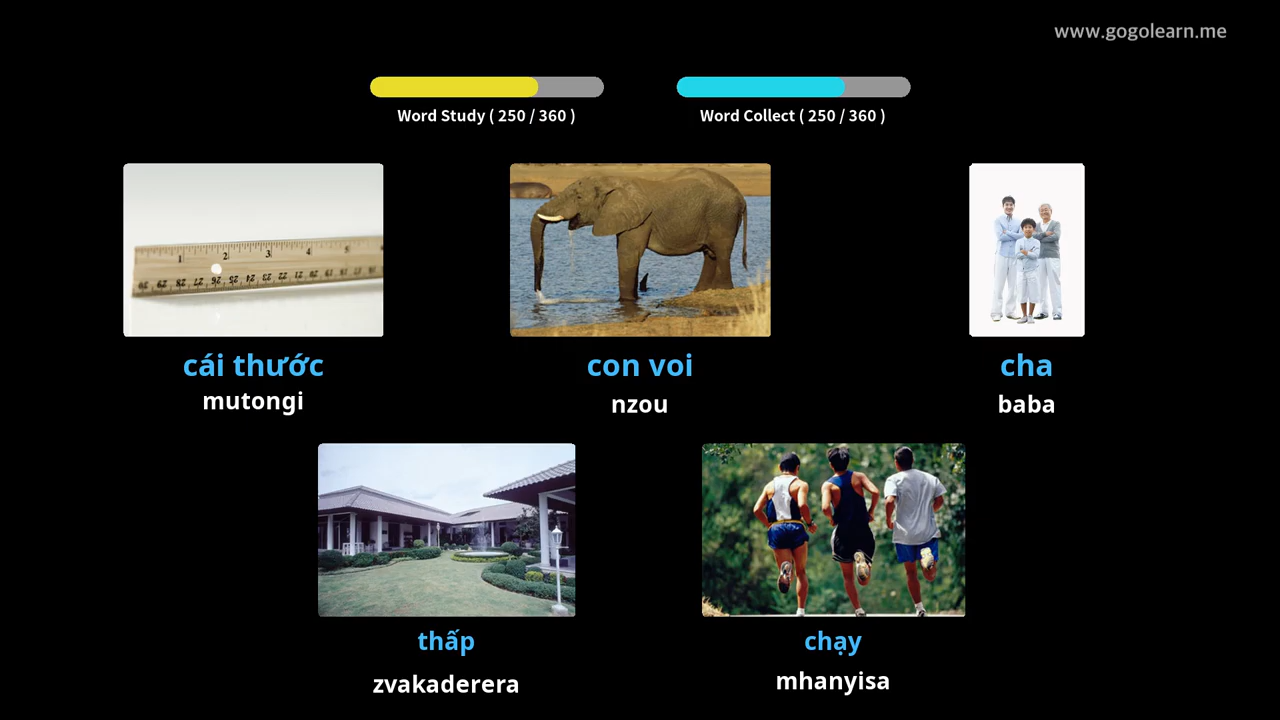 www.gogolearn.me
Word Study ( 250 / 360 )
Word Collect ( 250 / 360 )
cái thước
mutongi
con voi
nzou
cha
baba
thấp
zvakaderera
chạy
mhanyisa